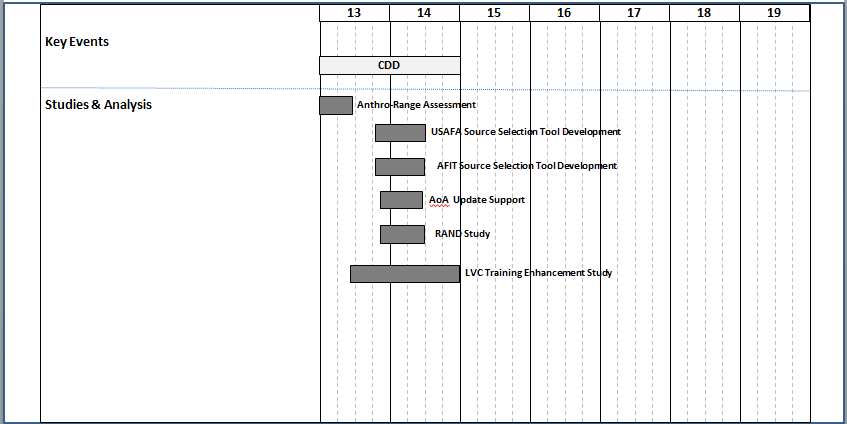 13 14 15 16 17 18 19
Key Events
CDD
Studies & Analysis
Anthro-Range Assessment
USAFA Source Selection Tool Development
AFIT Source Selection Tool Development
AoA Update Support
RAND Study
LVC Training Enhancement Study